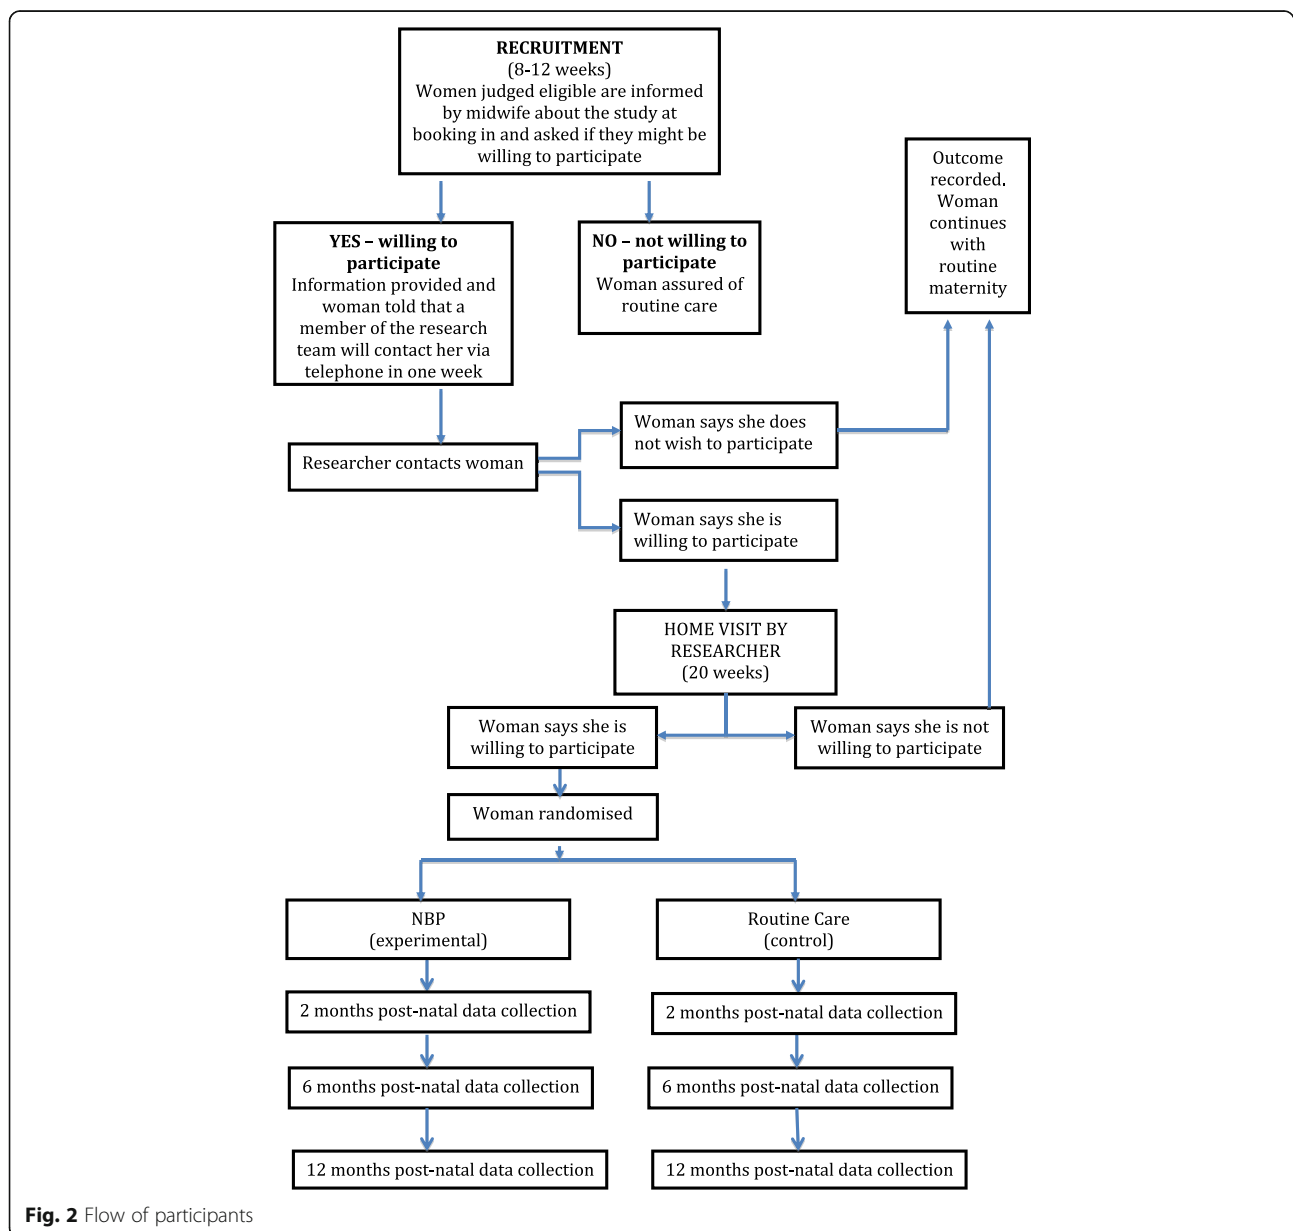 RECRUITMENT
(8-12 weeks)
Women judged eligible are informed
by midwife about the study at
booking in and asked if they might be
willing to participate
Outcome
recorded.
Woman
continues
with
routine
maternity
YES – willing to
participate
Information provided and
woman told that a
member of the research
team will contact her via
telephone in one week
NO – not willing to
participate
Woman assured of
routine care
Researcher contacts woman
Woman says she does
not wish to participate
Woman says she is
willing to participate
HOME VISIT BY
RESEARCHER
(20 weeks)
Woman says she is
willing to participate
Woman says she is not
willing to participate
Woman randomised
NBP
(experimental)
Routine Care
(control)
2 months post-natal data collection
2 months post-natal data collection
6 months post-natal data collection
6 months post-natal data collection
12 months post-natal data collection
12 months post-natal data collection
Fig. 2 Flow of participants